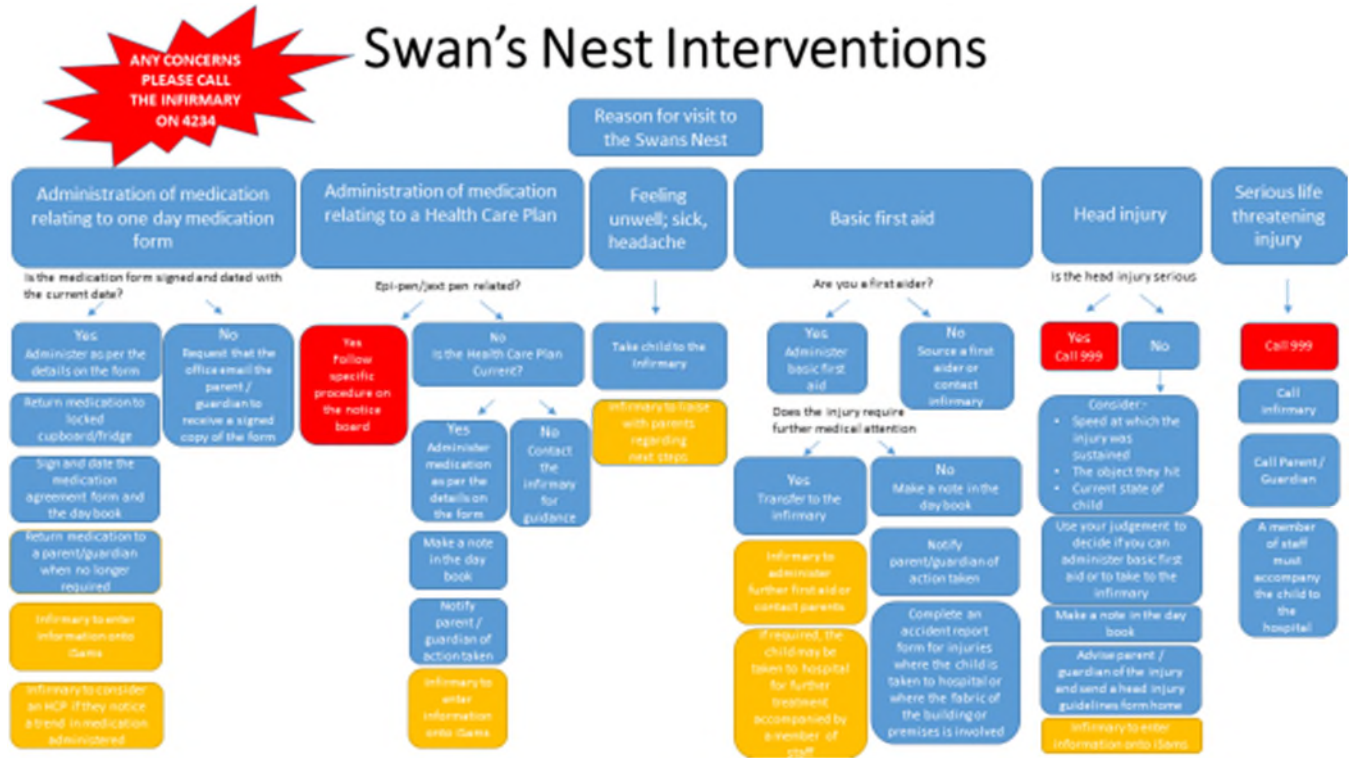 ANY CONCERNS
PLEASE CALL
THE INFIRMARY
ON 4234
Swan's Nest Interventions
Reason for visit to
the Swans Nest
Administration of medication
relating to one day medication
form
Is the medication form signed and dated with
the current date?
Yes
Administer as per the
details on the form
Return medication to
locked
cupboard/fridge
Sign and date the
medication
agreement form and
the day book
Return medication to
a parent/guardian
when no longer
required
Infirmary to enter
information onto
iSams
Infirmary to consider
an HCP if they notice
a trend in medication
administered
No
Request that the
office email the
parent /
guardian to
receive a signed
copy of the form
Administration of medication
relating to a Health Care Plan
Epi-pen/jext pen related?
Yes
Follow
specific
procedure on
the notice
board
No
Is the Health Care Plan
Current?
Yes
Administer
medication
as per the
details on
the form
Make a note
in the day
book
Notify
parent /
guardian of
action taken
Infirmary to
enter
information
onto iSams
No
Contact
the
infirmary
for
guidance
Feeling
unwell; sick,
headache
Take child to the
infirmary
Infirmary to liaise
with parents
regarding
next steps
Basic first aid
Are you a first aider?
Yes
Administer
basic first
aid
No
Source a first
aider or
contact
infirmary
Does the injury require
further medical attention
Yes
Transfer to the
infirmary
Infirmary to
administer
further first aid or
contact parents
If required, the
child may be
taken to hospital
for further
treatment
accompanied by
a member of
staff
No
Make a note in the
day book
Notify
parent/guardian of
action taken
Complete an
accident report
form for injuries
where the child is
taken to hospital or
where the fabric of
the building or
premises is involved
Head injury
Is the head injury serious
Yes
Call 999
No
Consider:-
• Speed at which the
injury was
sustained
• The object they hit
• Current state of
child
Use your judgement to
decide if you can
administer basic first
aid or to take to the
infirmary
Make a note in the day
book
Advise parent /
guardian of the injury
and send a head injury
guidelines form home
Infirmary to enter
information onto iSams
Serious life
threatening
injury
Call 999
Call
Infirmary
Call Parent /
Guardian
A member
of staff
must
accompany
the child to
the
hospital